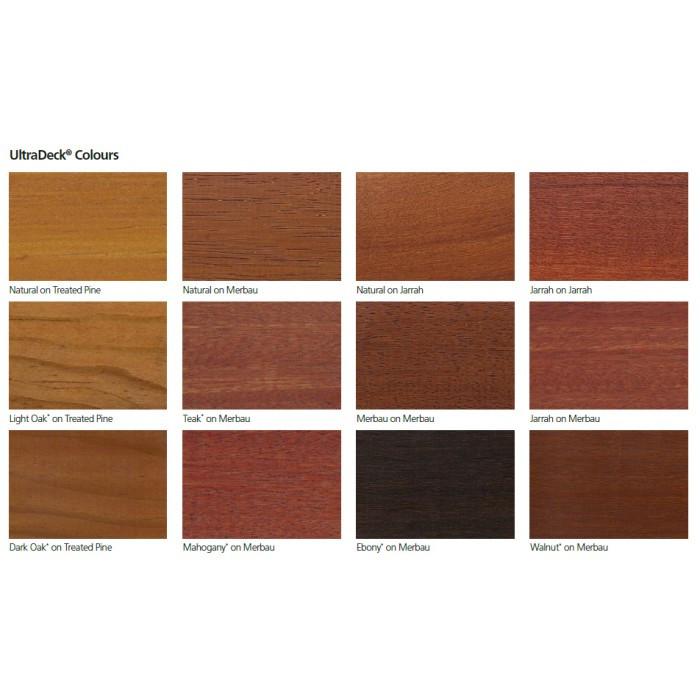 UltraDeck® Colours
Natural on Treated Pine
Natural on Merbau
Natural on Jarrah
Jarrah on Jarrah
Light Oak* on Treated Pine
Teak* on Merbau
Merbau on Merbau
Jarrah on Merbau
Dark Oak* on Treated Pine
Mahogany* on Merbau
Ebony* on Merbau
Walnut* on Merbau